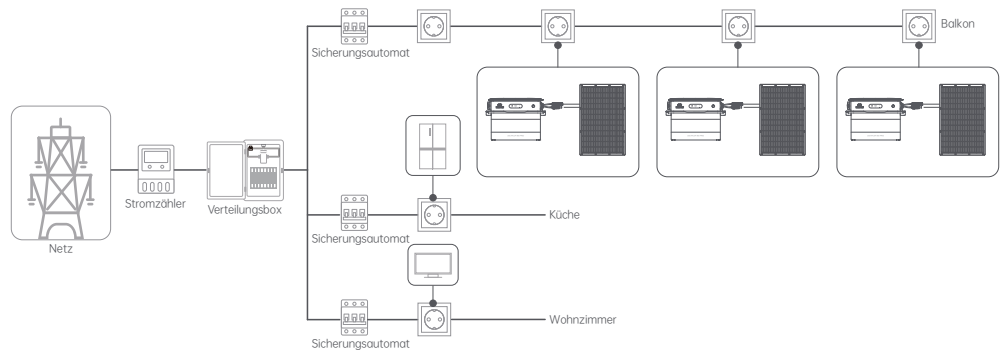 Balkon
Sicherungsautomat
Stromzähler
Verteilungsbox
Netz
Küche
Sicherungsautomat
Wohnzimmer
Sicherungsautomat